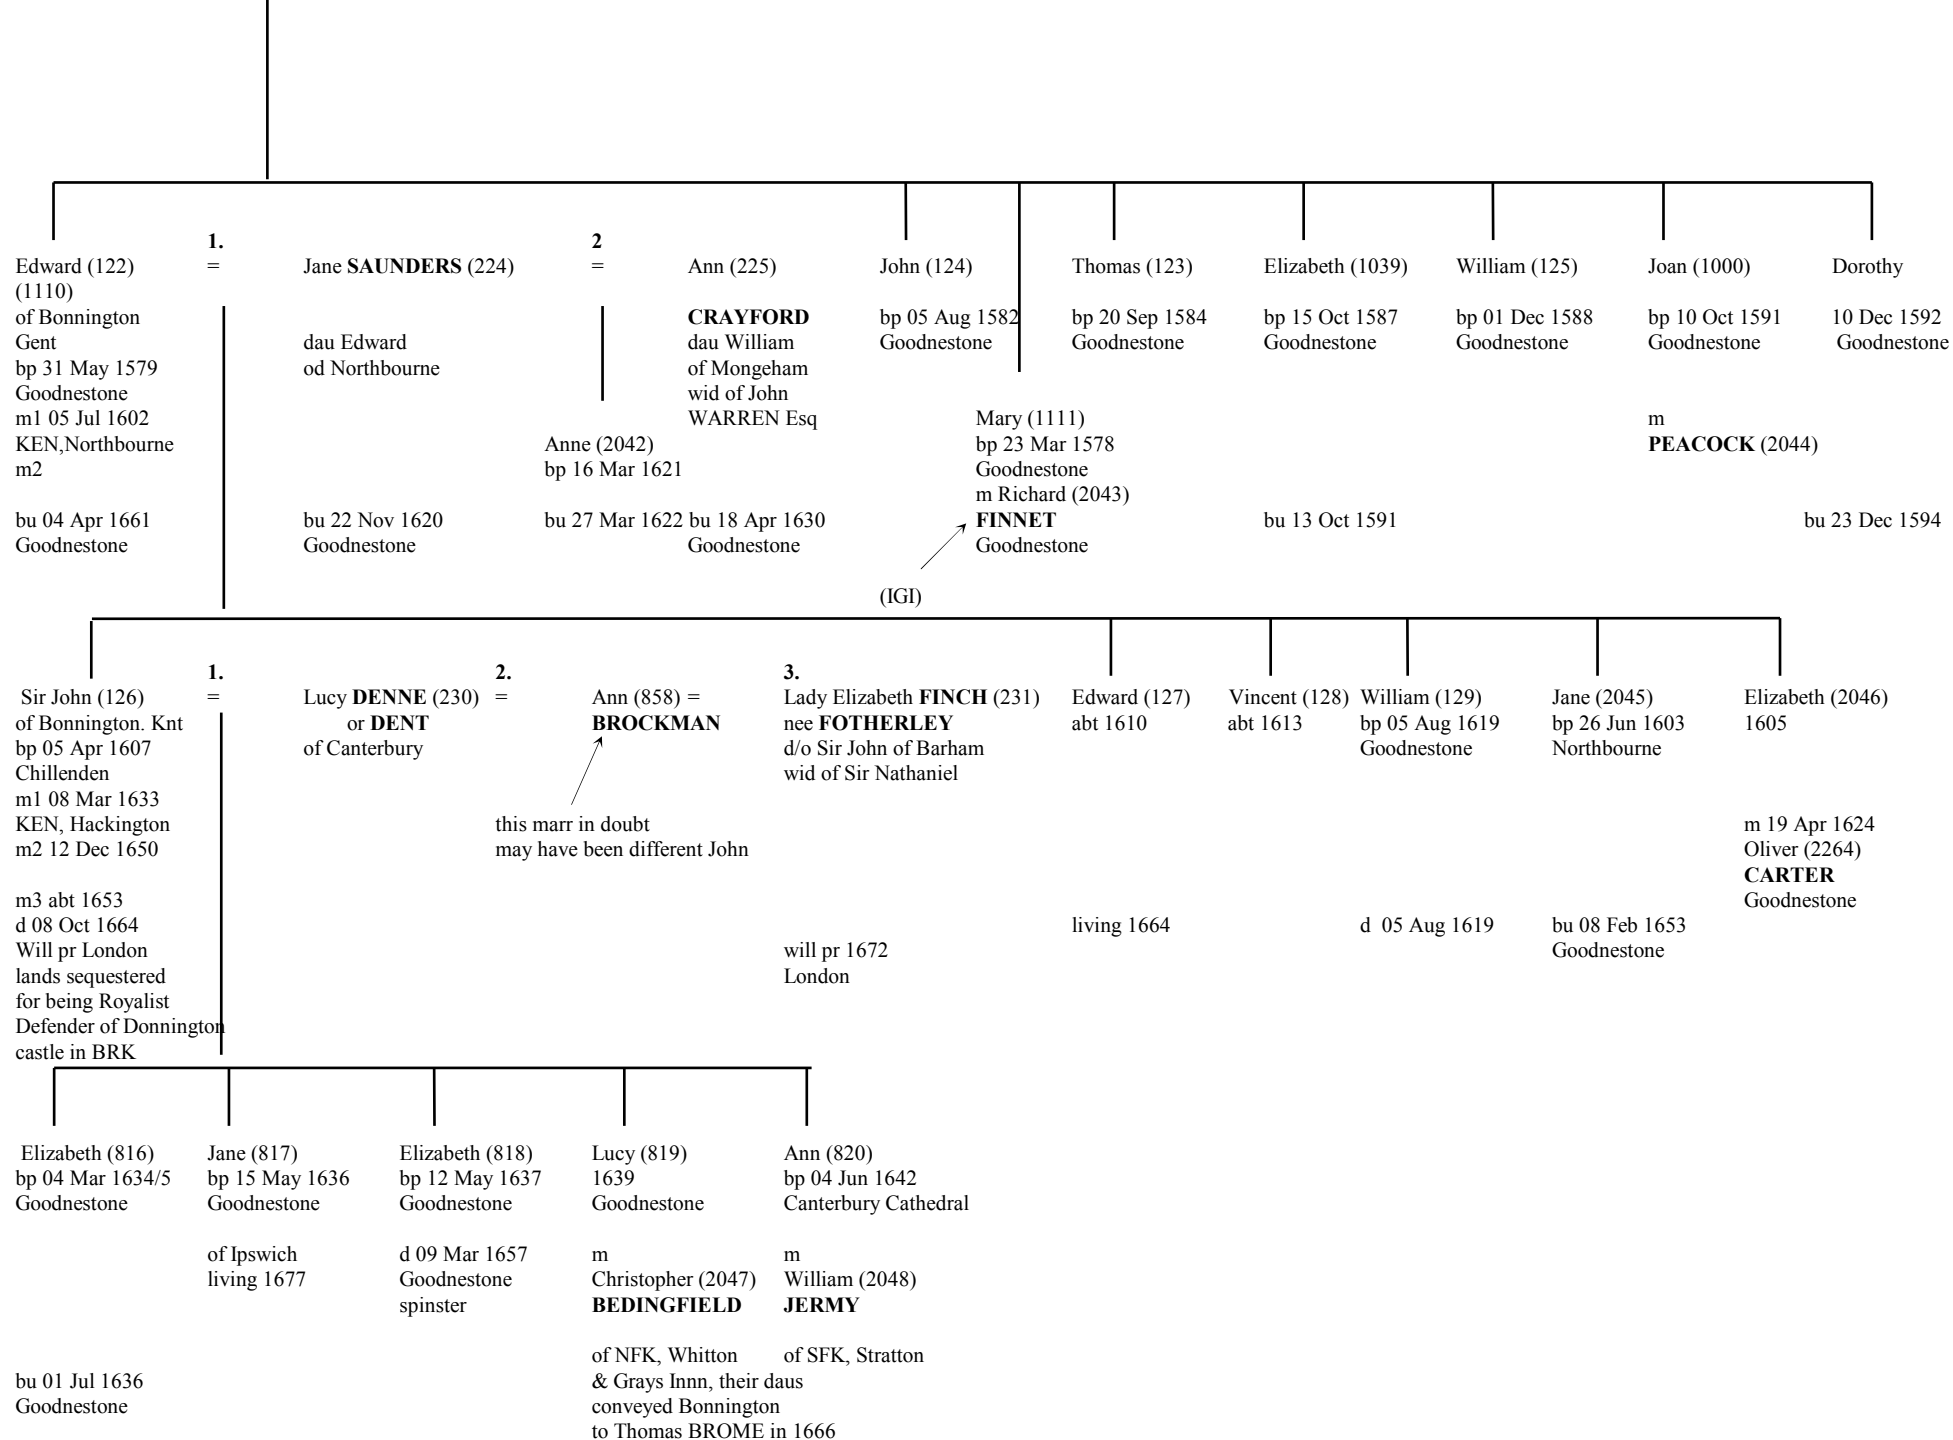 1.
2
Edward (122)
=
Jane SAUNDERS (224)
=
Ann (225)
John (124)
Thomas (123)
Elizabeth (1039)
William (125)
Joan (1000)
Dorothy
(1110)
of Bonnington
CRAYFORD
bp 05 Aug 1582
bp 20 Sep 1584
bp 15 Oct 1587
bp 01 Dec 1588
bp 10 Oct 1591
10 Dec 1592
Gent
dau Edward
dau William
Goodnestone
Goodnestone
Goodnestone
Goodnestone
Goodnestone
Goodnestone
bp 31 May 1579
od Northbourne
of Mongeham
Goodnestone
wid of John
m1 05 Jul 1602
WARREN Esq
Mary (1111)
m
KEN,Northbourne
Anne (2042)
bp 23 Mar 1578
PEACOCK (2044)
m2
bp 16 Mar 1621
Goodnestone
m Richard (2043)
bu 04 Apr 1661
bu 22 Nov 1620
bu 27 Mar 1622
bu 18 Apr 1630
FINNET
bu 13 Oct 1591
bu 23 Dec 1594
Goodnestone
Goodnestone
Goodnestone
Goodnestone
(IGI)
1.
2.
3.
Sir John (126)
=
Lucy DENNE (230)
=
Ann (858) =
Lady Elizabeth FINCH (231)
Edward (127)
Vincent (128)
William (129)
Jane (2045)
Elizabeth (2046)
of Bonnington. Knt
or DENT
BROCKMAN
nee FOTHERLEY
abt 1610
abt 1613
bp 05 Aug 1619
bp 26 Jun 1603
1605
bp 05 Apr 1607
of Canterbury
d/o Sir John of Barham
Goodnestone
Northbourne
Chillenden
wid of Sir Nathaniel
m1 08 Mar 1633
KEN, Hackington
this marr in doubt
m 19 Apr 1624
m2 12 Dec 1650
may have been different John
Oliver (2264)
CARTER
m3 abt 1653
Goodnestone
d 08 Oct 1664
living 1664
d 05 Aug 1619
bu 08 Feb 1653
Will pr London
will pr 1672
Goodnestone
lands sequestered
London
for being Royalist
Defender of Donnington
castle in BRK
Elizabeth (816)
Jane (817)
Elizabeth (818)
Lucy (819)
Ann (820)
bp 04 Mar 1634/5
bp 15 May 1636
bp 12 May 1637
1639
bp 04 Jun 1642
Goodnestone
Goodnestone
Goodnestone
Goodnestone
Canterbury Cathedral
of Ipswich
d 09 Mar 1657
m
m
living 1677
Goodnestone
Christopher (2047)
William (2048)
spinster
BEDINGFIELD
JERMY
of NFK, Whitton
of SFK, Stratton
bu 01 Jul 1636
& Grays Innn, their daus
Goodnestone
conveyed Bonnington
to Thomas BROME in 1666